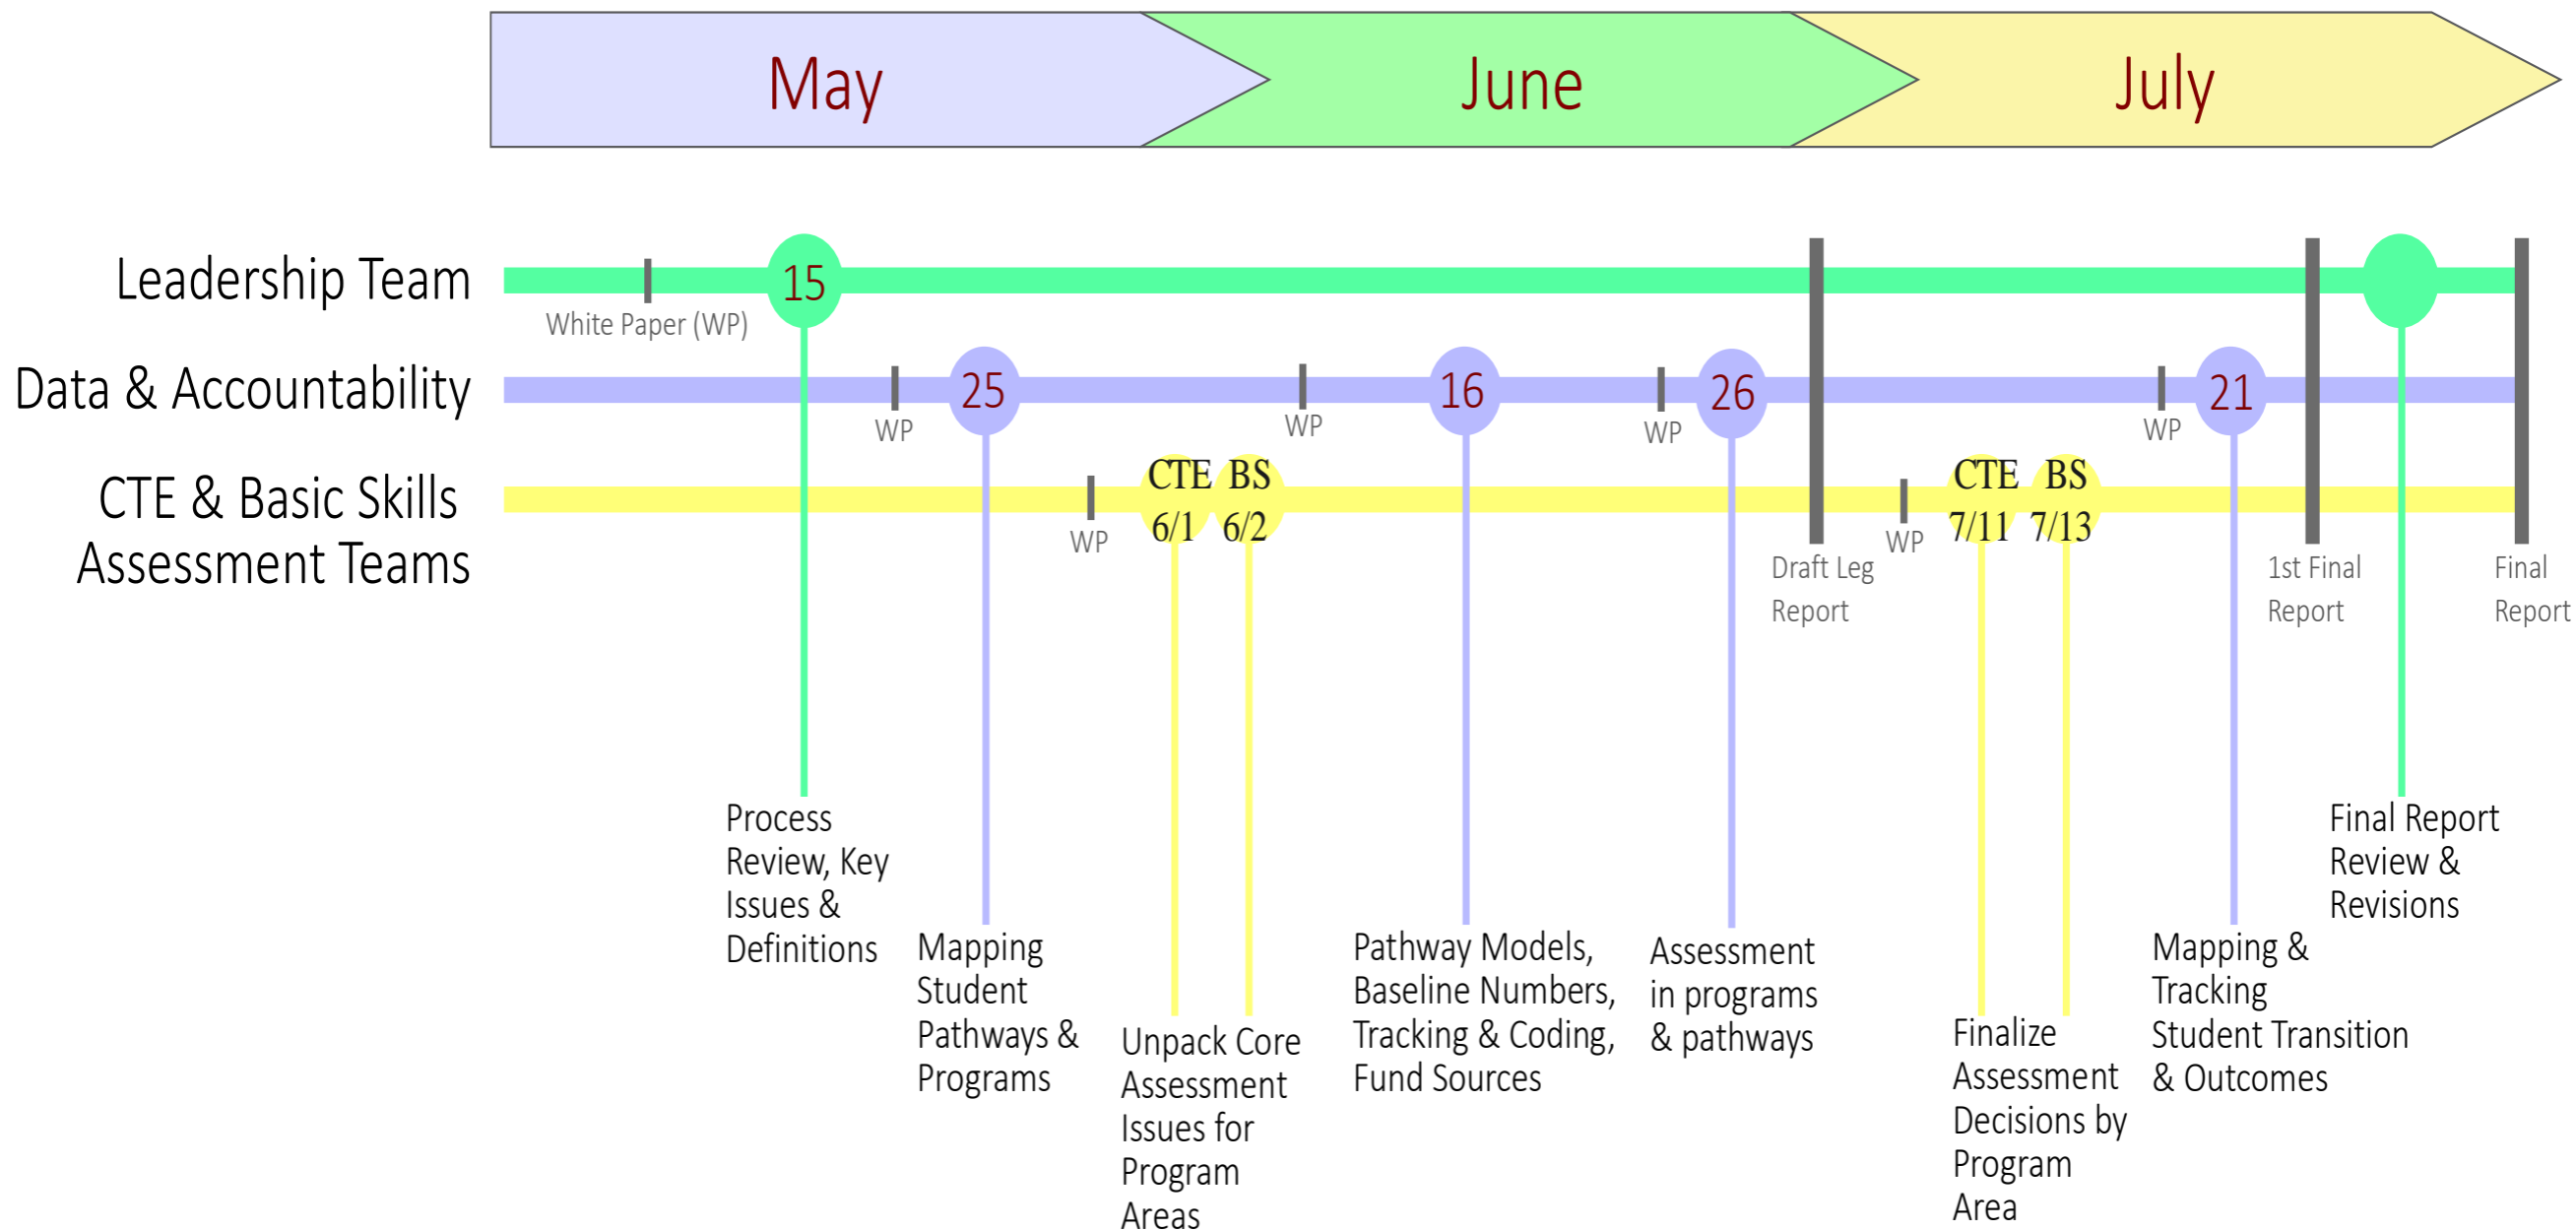 May
June
July
Leadership Team
15
White Paper (WP)
Data & Accountability
25
16
26
21
WP
WP
WP
WP
CTE & Basic Skills
Assessment Teams
CTE
6/1
BS
6/2
CTE
7/11
BS
7/13
WP
WP
Draft Leg
Report
1st Final
Report
Final
Report
Process
Review, Key
Issues &
Definitions
Mapping
Student
Pathways &
Programs
Unpack Core
Assessment
Issues for
Program
Areas
Pathway Models,
Baseline Numbers,
Tracking & Coding,
Fund Sources
Assessment
in programs
& pathways
Finalize
Assessment
Decisions by
Program
Area
Mapping &
Tracking
Student Transition
& Outcomes
Final Report
Review &
Revisions